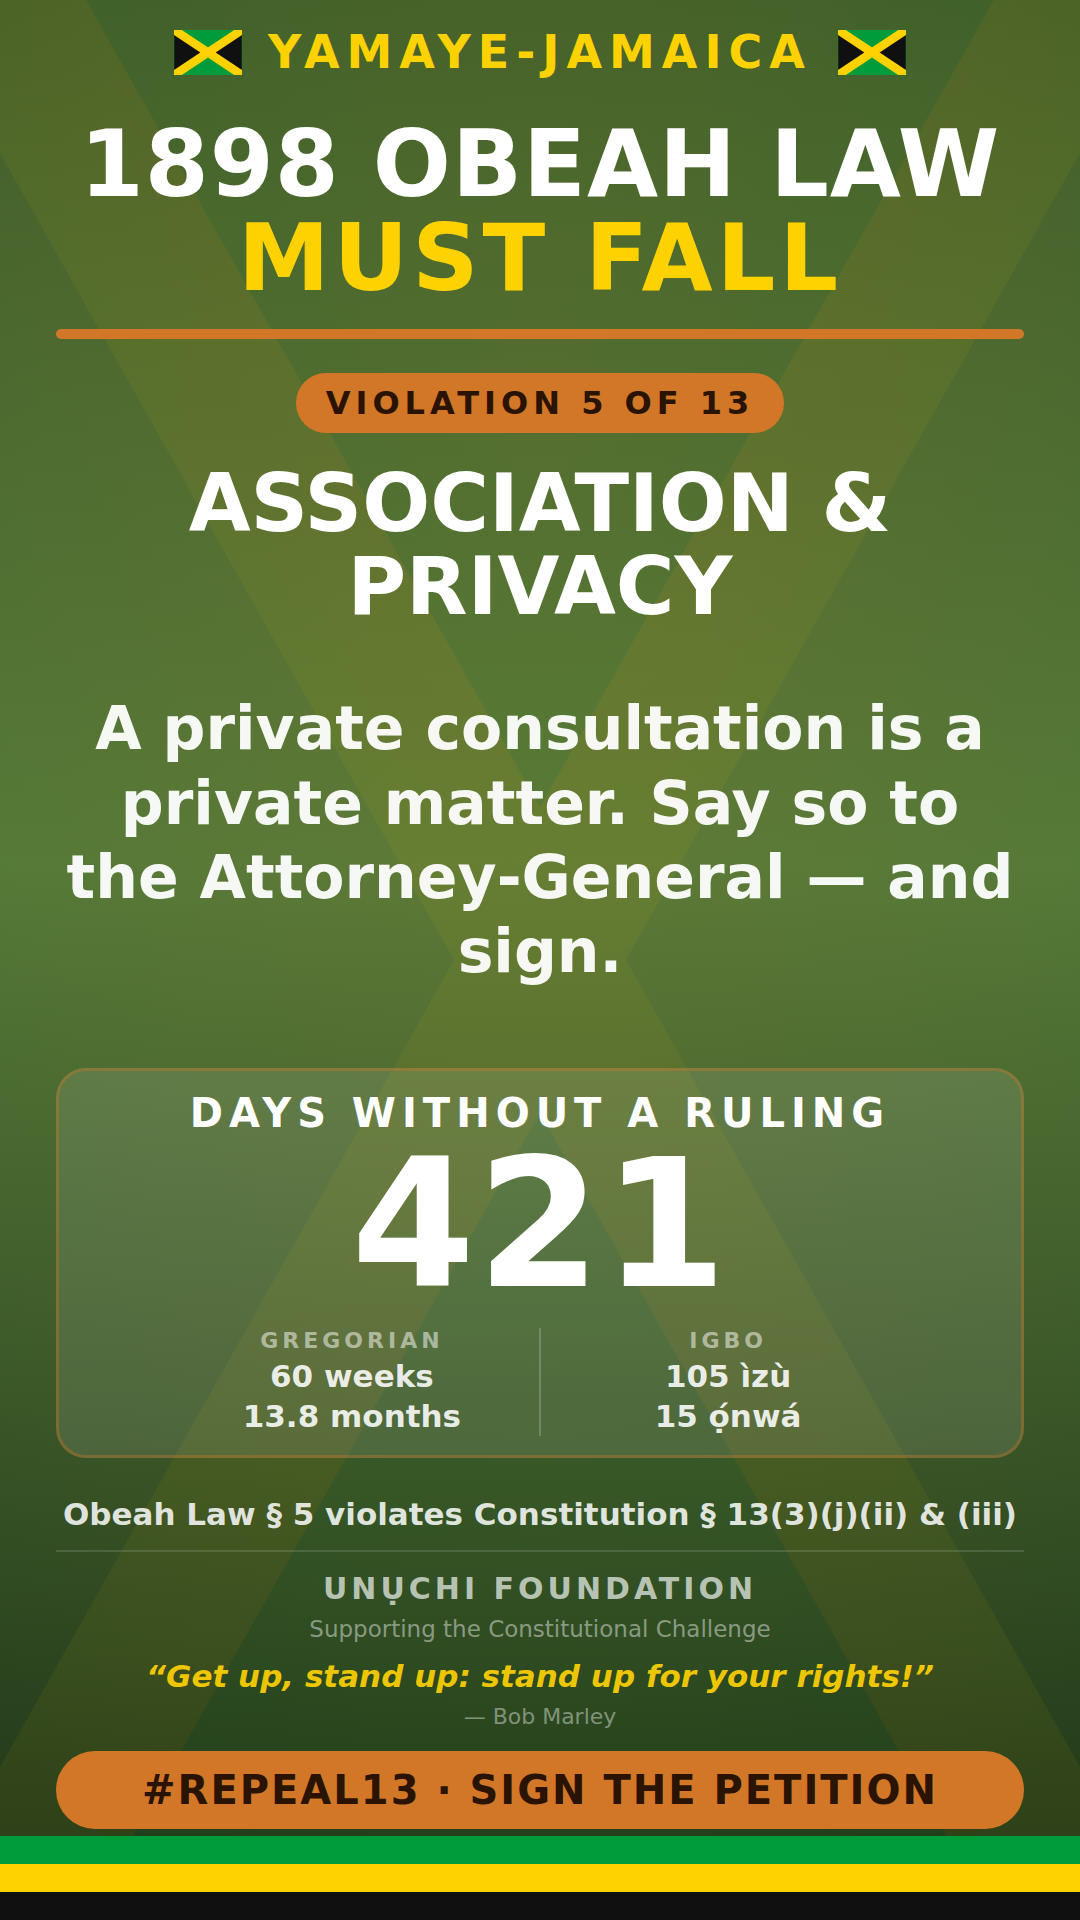 YAMAYE-JAMAICA
1898 OBEAH LAW
MUST FALL
VIOLATION 5 OF 13
ASSOCIATION &
PRIVACY
A private consultation is a
private matter. Say so to
the Attorney-General — and
sign.
DAYS WITHOUT A RULING
421
GREGORIAN
60 weeks
13.8 months
IGBO
105 ìzù
15 ọ́nwá
Obeah Law § 5 violates Constitution § 13(3)(j)(ii) & (iii)
UNỤCHI FOUNDATION
Supporting the Constitutional Challenge
“Get up, stand up: stand up for your rights!”
— Bob Marley
#REPEAL13 · SIGN THE PETITION